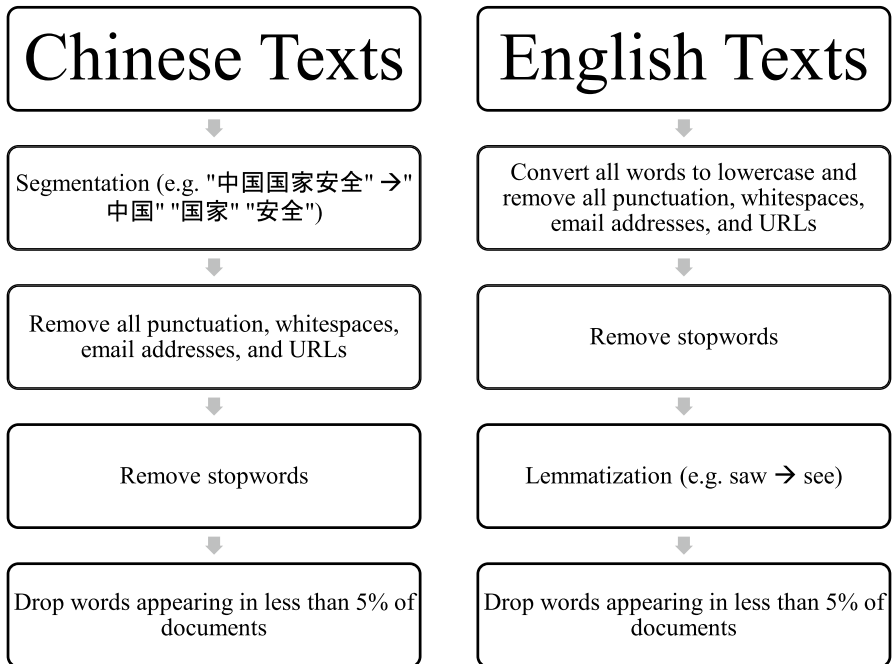 Chinese Texts
Segmentation (e.g. "中国国家安全" →"
中国" "国家" "安全")
Remove all punctuation, whitespaces,
email addresses, and URLs
Remove stopwords
Drop words appearing in less than 5% of
documents
English Texts
Convert all words to lowercase and
remove all punctuation, whitespaces,
email addresses, and URLs
Remove stopwords
Lemmatization (e.g. saw → see)
Drop words appearing in less than 5% of
documents